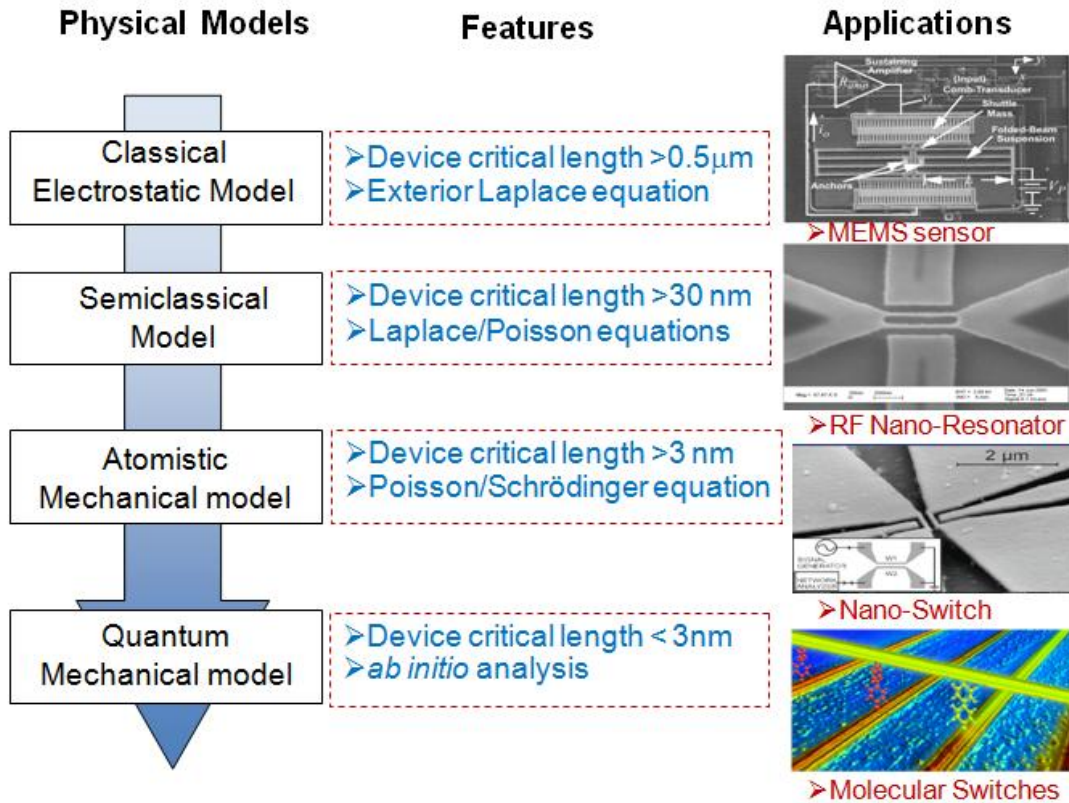 Physical Models
Features
Applications
Classical
Electrostatic Model
➢Device critical length >0.5μm
➢Exterior Laplace equation
Sustaining
Amplifier
(Input)
Comb-Transducer
Shuttle
Mass
Folded-Beam
Suspension
Anchors
➢MEMS sensor
Semiclassical
Model
➢Device critical length >30 nm
➢Laplace/Poisson equations
➢RF Nano-Resonator
Atomistic
Mechanical model
➢Device critical length >3 nm
➢Poisson/Schrödinger equation
2 μm
SIGNAL
GENERATOR
NETWORK
ANALYZER
W1
W2
➢Nano-Switch
Quantum
Mechanical model
➢Device critical length < 3nm
➢ab initio analysis
➢Molecular Switches